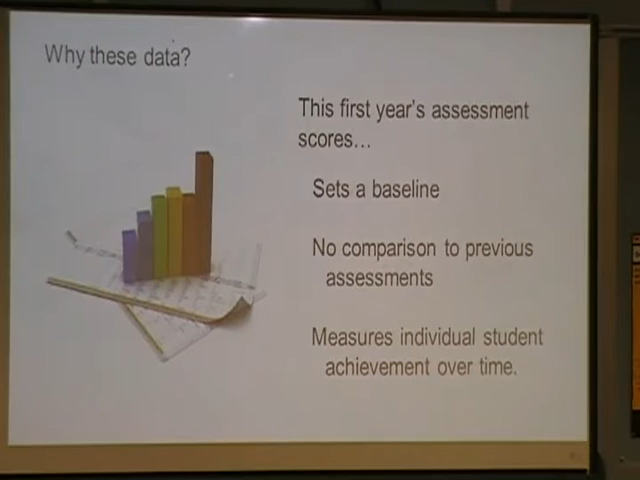 Why these data?
This first year's assessment
scores...
Sets a baseline
No comparison to previous
assessments
Measures individual student
achievement over time.